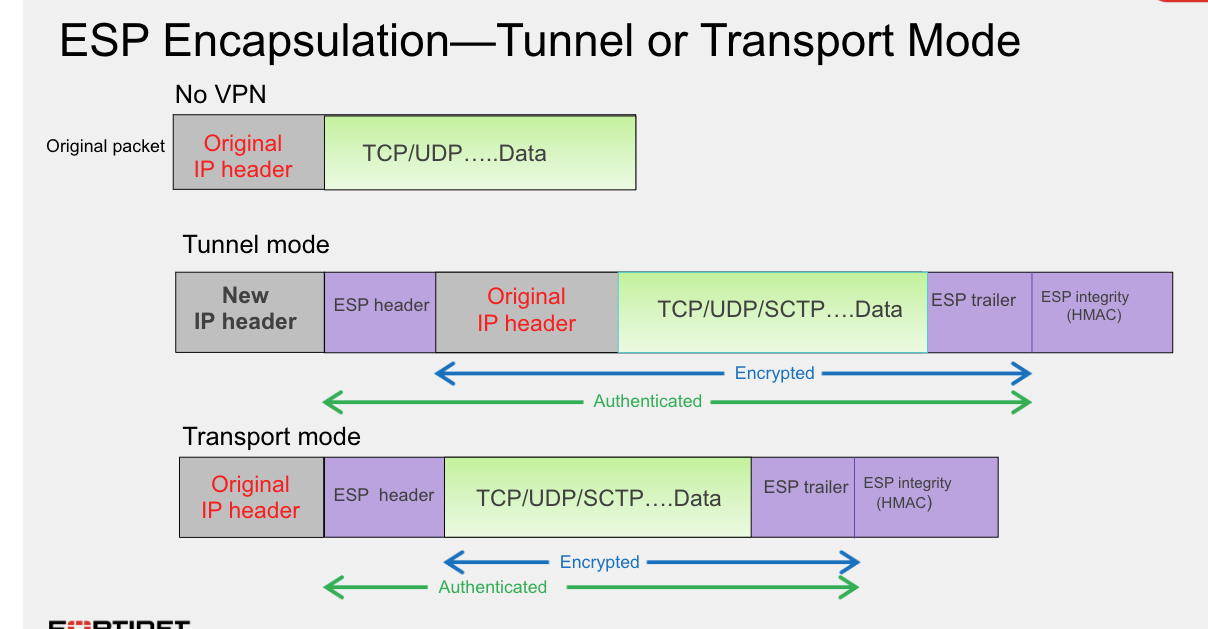 ESP Encapsulation—Tunnel or Transport Mode
No VPN
Original packet
Original
IP header
TCP/UDP…..Data
Tunnel mode
New
IP header
ESP header
Original
IP header
TCP/UDP/SCTP….Data
ESP trailer
ESP integrity
(HMAC)
Encrypted
Authenticated
Transport mode
Original
IP header
ESP header
TCP/UDP/SCTP….Data
ESP trailer
ESP integrity
(HMAC)
Encrypted
Authenticated
FORTINET